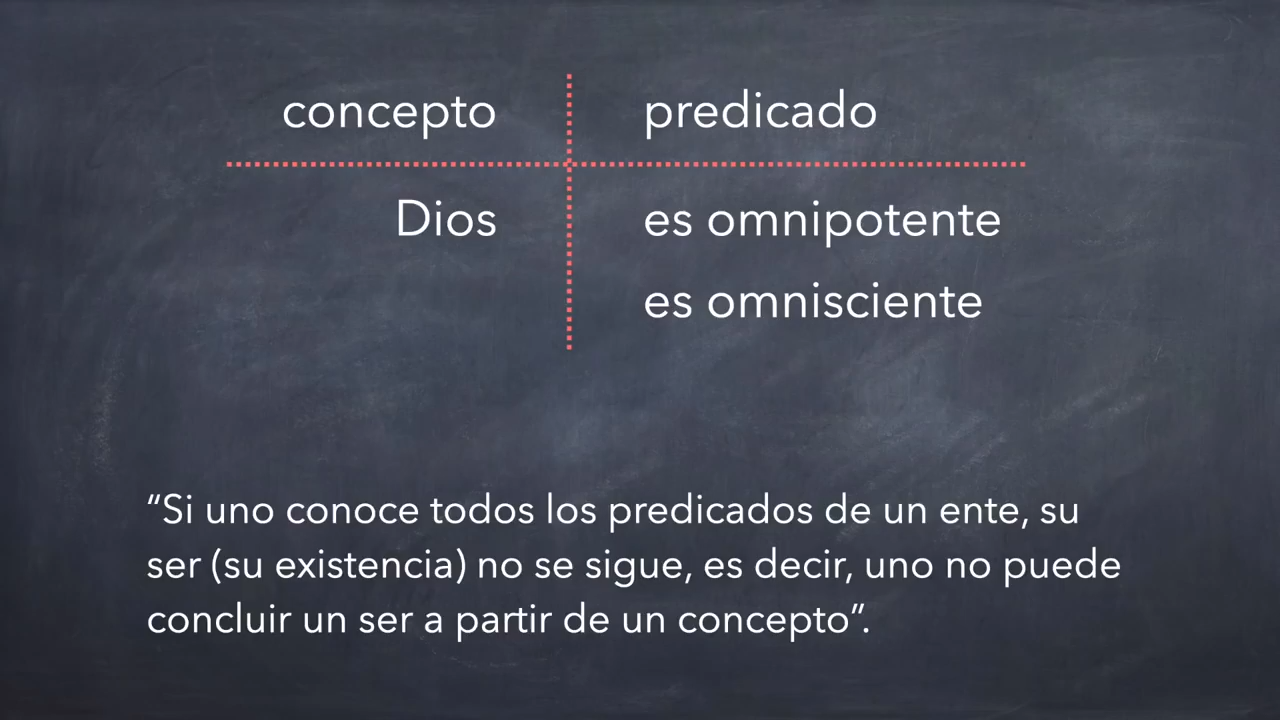 concepto predicado
Dios es omnipotente
es omnisciente
“Si uno conoce todos los predicados de un ente, su
ser (su existencia) no se sigue, es decir, uno no puede
concluir un ser a partir de un concepto”.